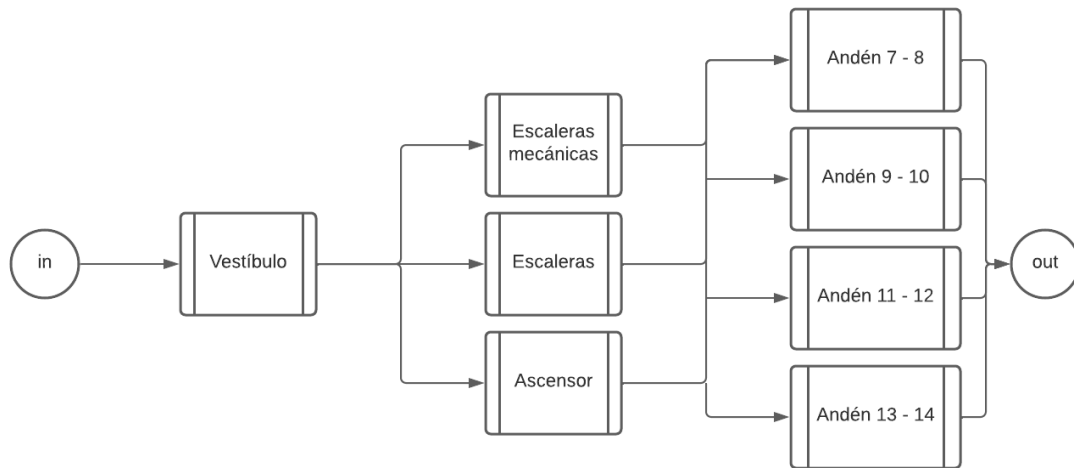 in
Vestíbulo
Escaleras
mecánicas
Escaleras
Ascensor
Andén 7 - 8
Andén 9 - 10
Andén 11 - 12
Andén 13 - 14
out